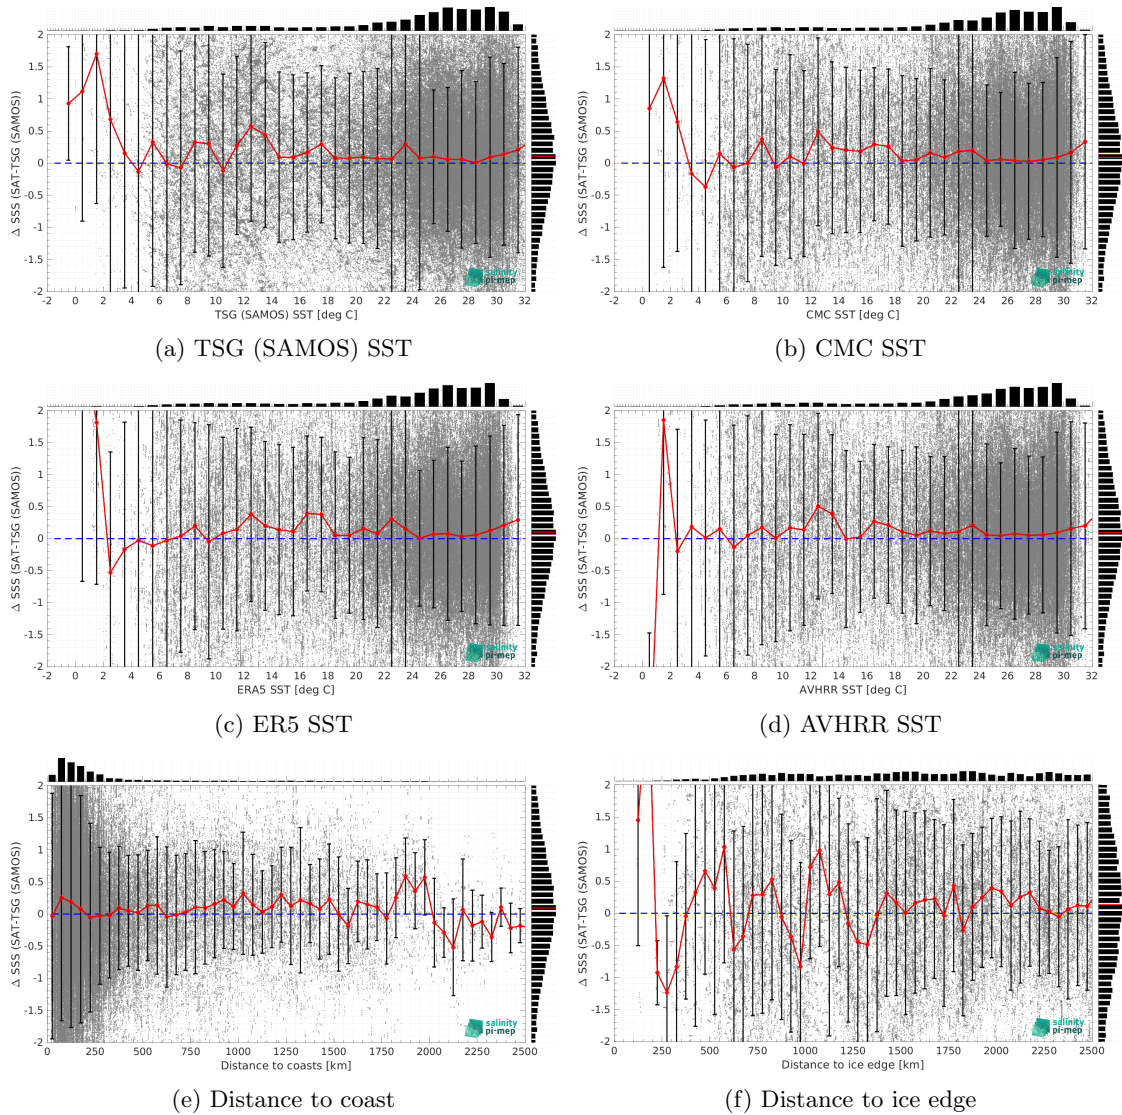 2
1.5
1
0.5
0
-0.5
-1
-1.5
-2
Δ SSS (SAT-TSG (SAMOS))
-2 0 2 4 6 8 10 12 14 16 18 20 22 24 26 28 30 32
TSG (SAMOS) SST [deg C]
salinity
pi-mep
(a) TSG (SAMOS) SST
2
1.5
1
0.5
0
-0.5
-1
-1.5
-2
Δ SSS (SAT-TSG (SAMOS))
-2 0 2 4 6 8 10 12 14 16 18 20 22 24 26 28 30 32
CMC SST [deg C]
salinity
pi-mep
(b) CMC SST
2
1.5
1
0.5
0
-0.5
-1
-1.5
-2
Δ SSS (SAT-TSG (SAMOS))
-2 0 2 4 6 8 10 12 14 16 18 20 22 24 26 28 30 32
ERA5 SST [deg C]
salinity
pi-mep
(c) ER5 SST
2
1.5
1
0.5
0
-0.5
-1
-1.5
-2
Δ SSS (SAT-TSG (SAMOS))
-2 0 2 4 6 8 10 12 14 16 18 20 22 24 26 28 30 32
AVHRR SST [deg C]
salinity
pi-mep
(d) AVHRR SST
2
1.5
1
0.5
0
-0.5
-1
-1.5
-2
Δ SSS (SAT-TSG (SAMOS))
0 250 500 750 1000 1250 1500 1750 2000 2250 2500
Distance to coasts [km]
salinity
pi-mep
(e) Distance to coast
2
1.5
1
0.5
0
-0.5
-1
-1.5
-2
Δ SSS (SAT-TSG (SAMOS))
0 250 500 750 1000 1250 1500 1750 2000 2250 2500
Distance to ice edge [km]
salinity
pi-mep
(f) Distance to ice edge